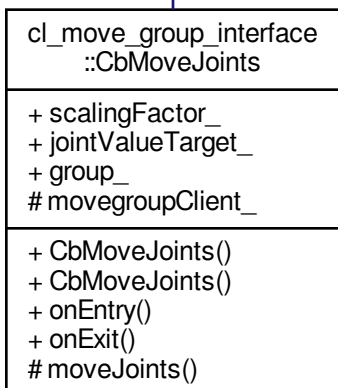 cl_move_group_interface
::CbMoveJoints
+ scalingFactor_
+ jointValueTarget_
+ group_
# movegroupClient_
+ CbMoveJoints()
+ CbMoveJoints()
+ onEntry()
+ onExit()
# moveJoints()